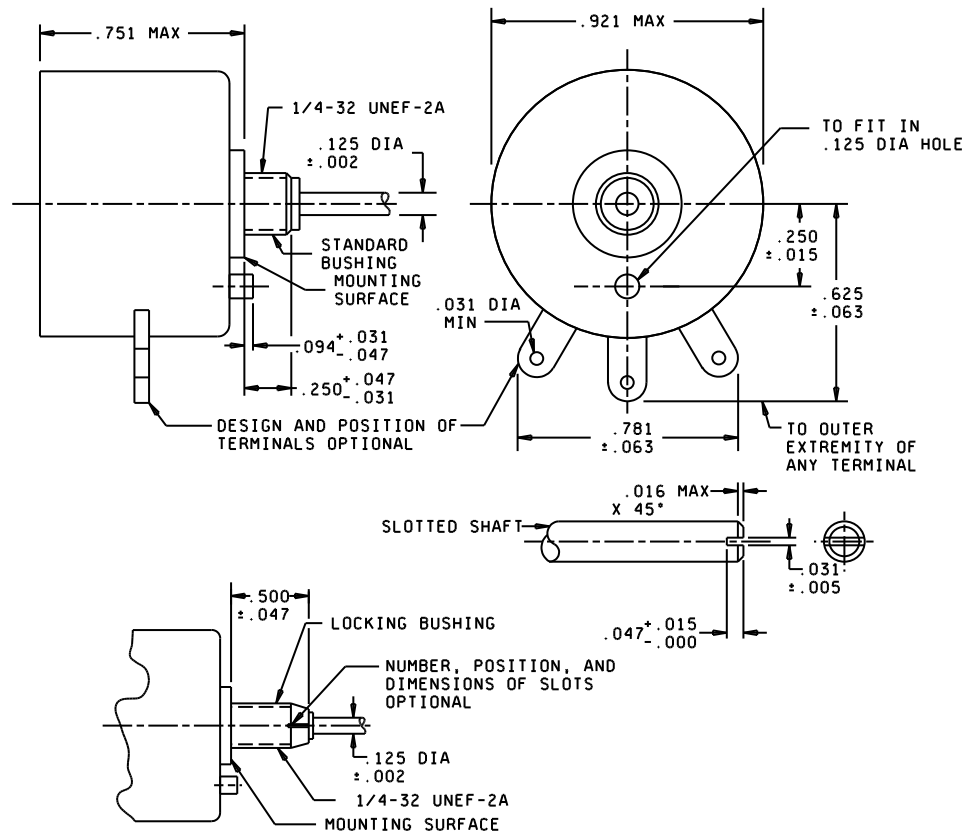 .751 MAX
.921 MAX
1/4-32 UNEF-2A
.125 DIA
±.002
TO FIT IN
.125 DIA HOLE
STANDARD
BUSHING
MOUNTING
SURFACE
.250
±.015
.625
±.063
.031 DIA
MIN
.094 +.031
-.047
.250 +.047
-.031
DESIGN AND POSITION OF
TERMINALS OPTIONAL
.781
±.063
TO OUTER
EXTREMITY OF
ANY TERMINAL
.016 MAX
X 45°
SLOTTED SHAFT
.031
±.005
.047 +.015
-.000
.500
±.047
LOCKING BUSHING
NUMBER, POSITION, AND
DIMENSIONS OF SLOTS
OPTIONAL
.125 DIA
±.002
1/4-32 UNEF-2A
MOUNTING SURFACE